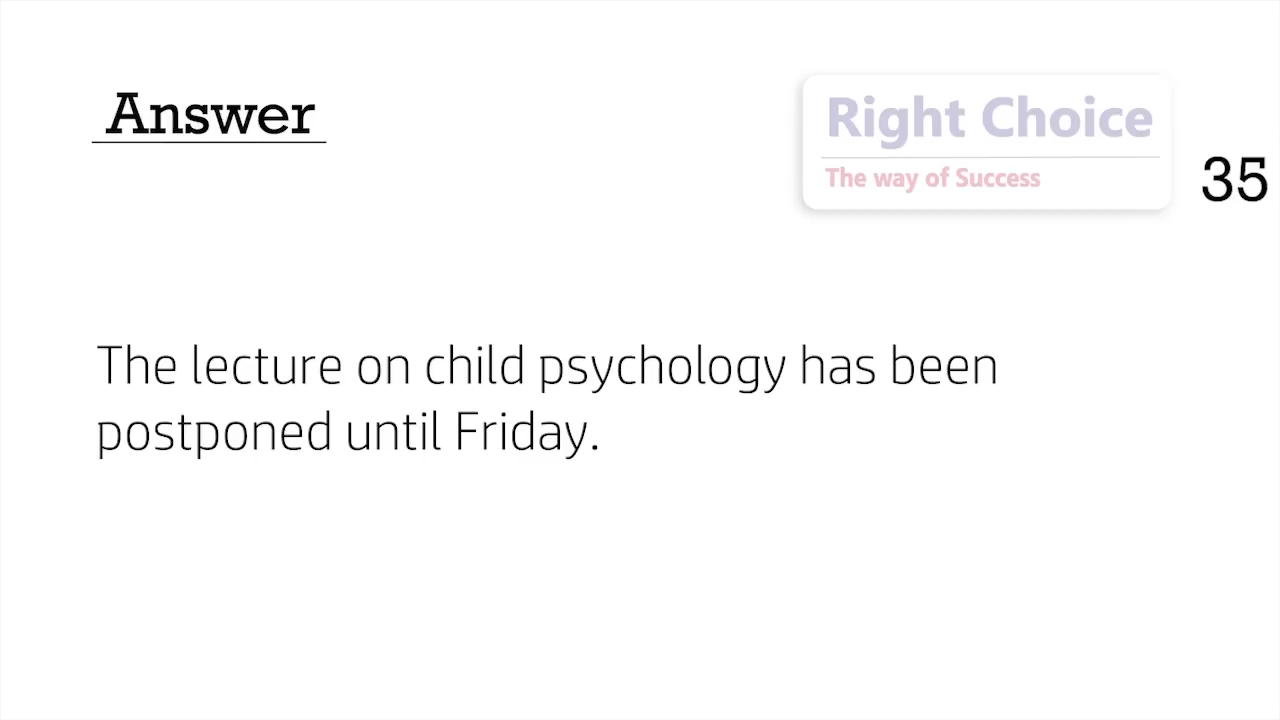 Answer
Right Choice
The way of Success
35
The lecture on child psychology has been
postponed until Friday.